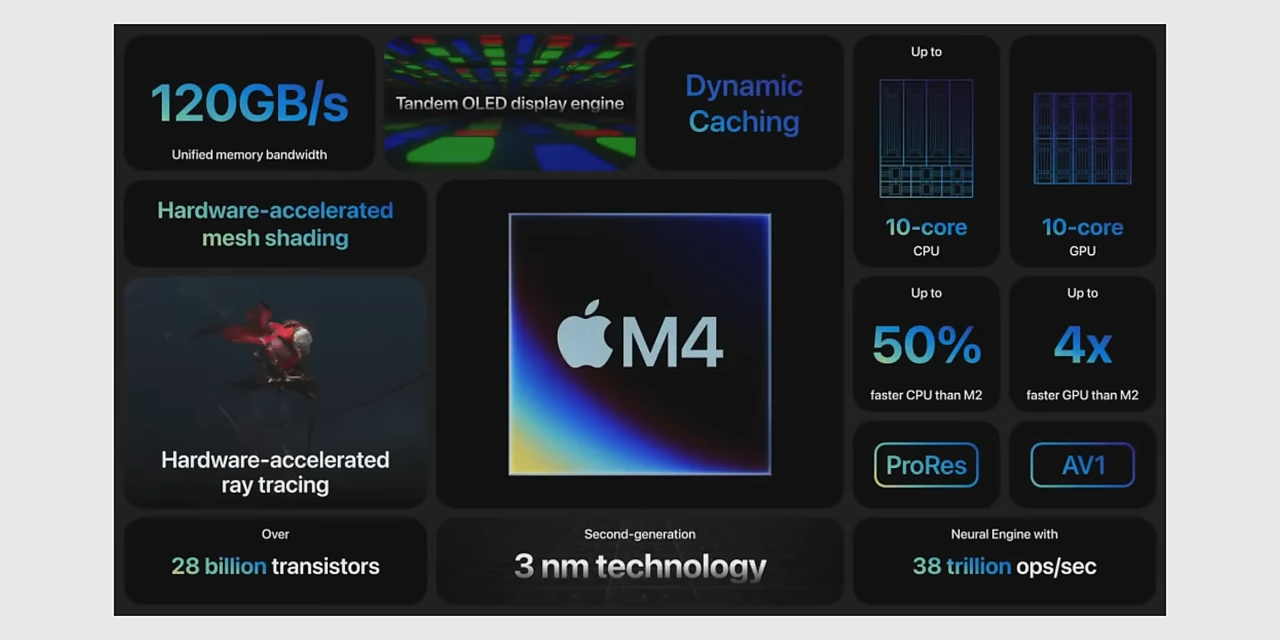 120GB/s
Unified memory bandwidth
Tandem OLED display engine
Dynamic
Caching
Up to
10-core
CPU
10-core
GPU
Hardware-accelerated
mesh shading
M4
Up to
50%
faster CPU than M2
Up to
4x
faster GPU than M2
Hardware-accelerated
ray tracing
ProRes
AV1
Over
28 billion transistors
Second-generation
3 nm technology
Neural Engine with
38 trillion ops/sec